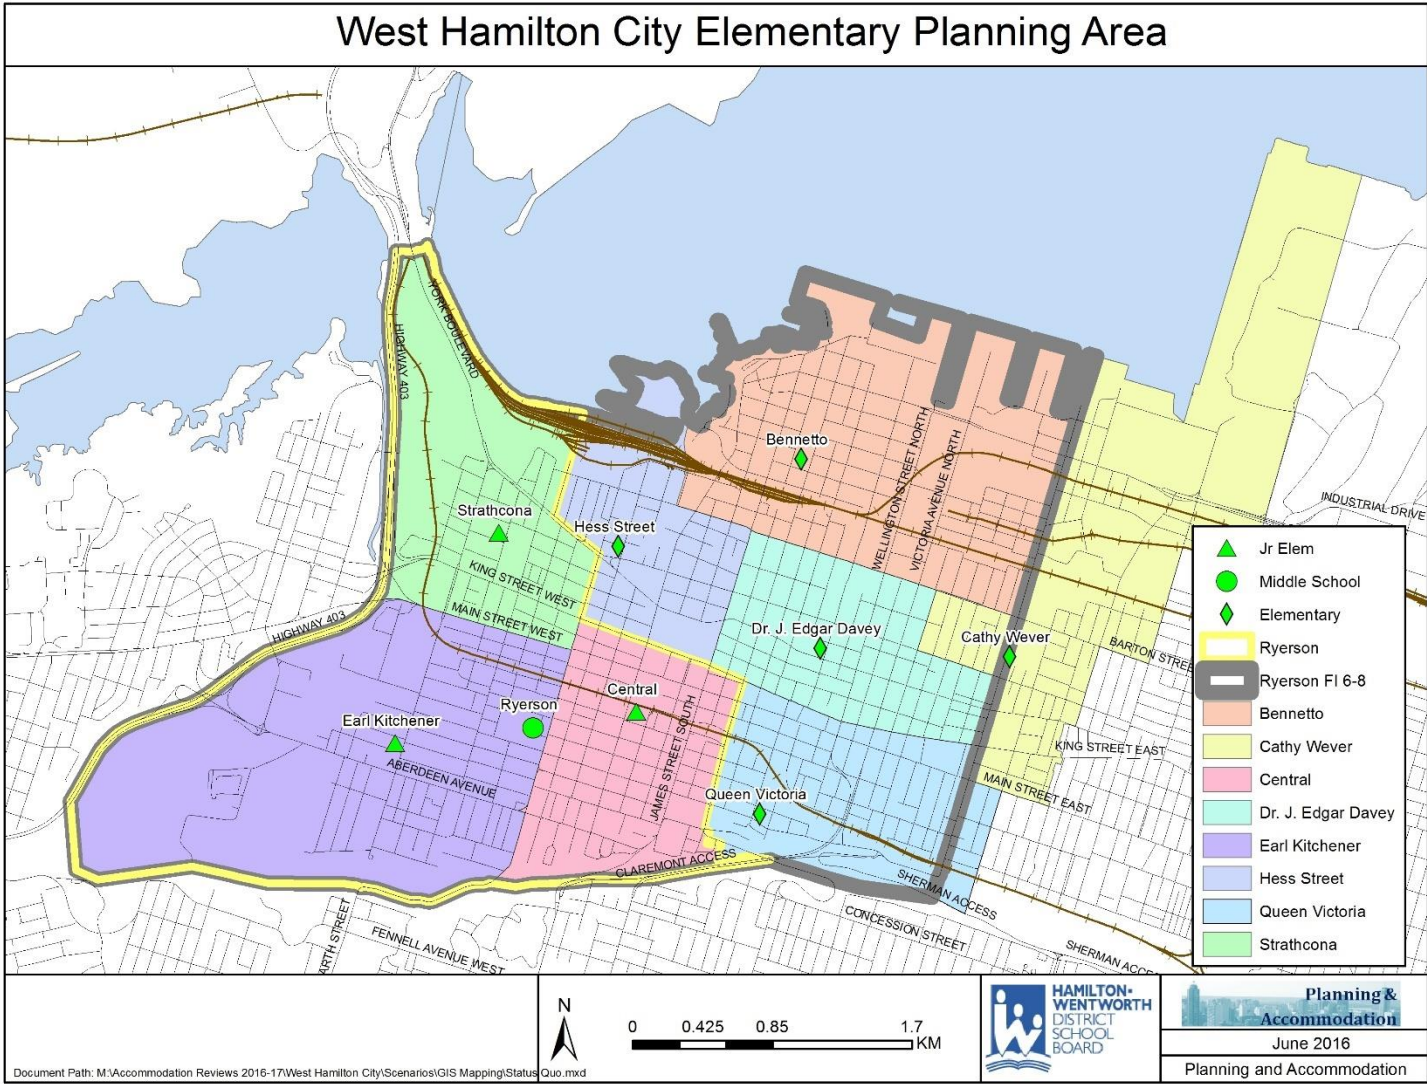 West Hamilton City Elementary Planning Area
YORK BOULEVARD
HIGHWAY 403
Bennetto
WELLINGTON STREET NORTH
VICTORIA AVENUE NORTH
INDUSTRIAL DRIVE
Strathcona
Hess Street
KING STREET WEST
MAIN STREET WEST
HIGHWAY 403
Dr. J. Edgar Davey
Cathy Wever
BARTON STREE
Central
Ryerson
Earl Kitchener
JAMES STREET SOUTH
ABERDEEN AVENUE
KING STREET EAST
MAIN STREET EAST
Queen Victoria
CLAREMONT ACCESS
SHERMAN ACCESS
CONCESSION STREET
ARTH STREET
FENNELL AVENUE WEST
SHERMAN ACCE
Jr Elem
Middle School
Elementary
Ryerson
Ryerson FI 6-8
Bennetto
Cathy Wever
Central
Dr. J. Edgar Davey
Earl Kitchener
Hess Street
Queen Victoria
Strathcona
N
0 0.425 0.85 1.7
KM
HAMILTON-
WENTWORTH
DISTRICT
SCHOOL
BOARD
Planning &
Accommodation
June 2016
Planning and Accommodation
Document Path: M:\Accommodation Reviews 2016-17\West Hamilton City\Scenarios\GIS Mapping\Status Quo.mxd